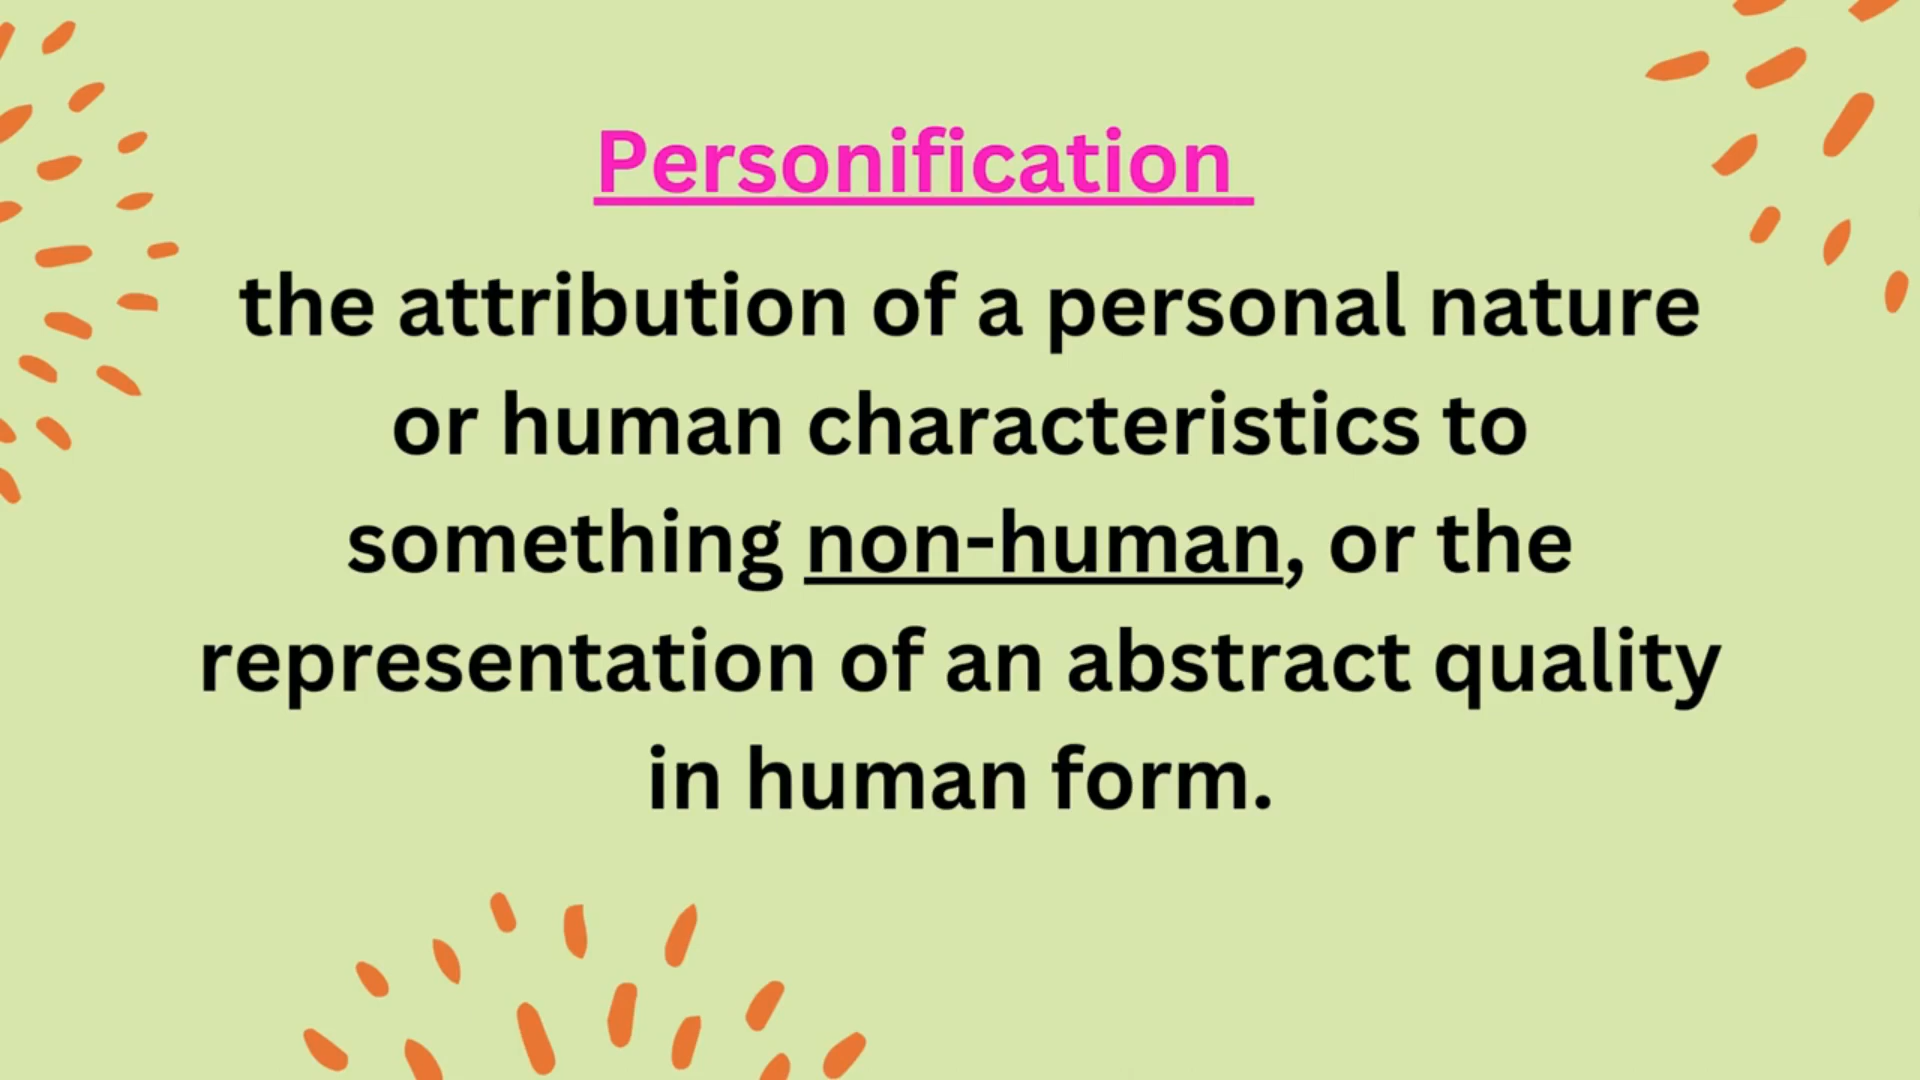 Personification
the attribution of a personal nature
or human characteristics to
something non-human, or the
representation of an abstract quality
in human form.